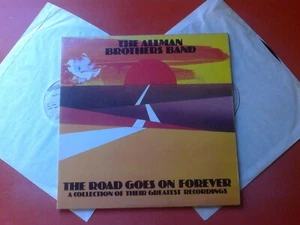 THE ALLMAN
BROTHERS BAND
THE ROAD GOES ON FOREVER
A COLLECTION OF THEIR GREATEST RECORDINGS